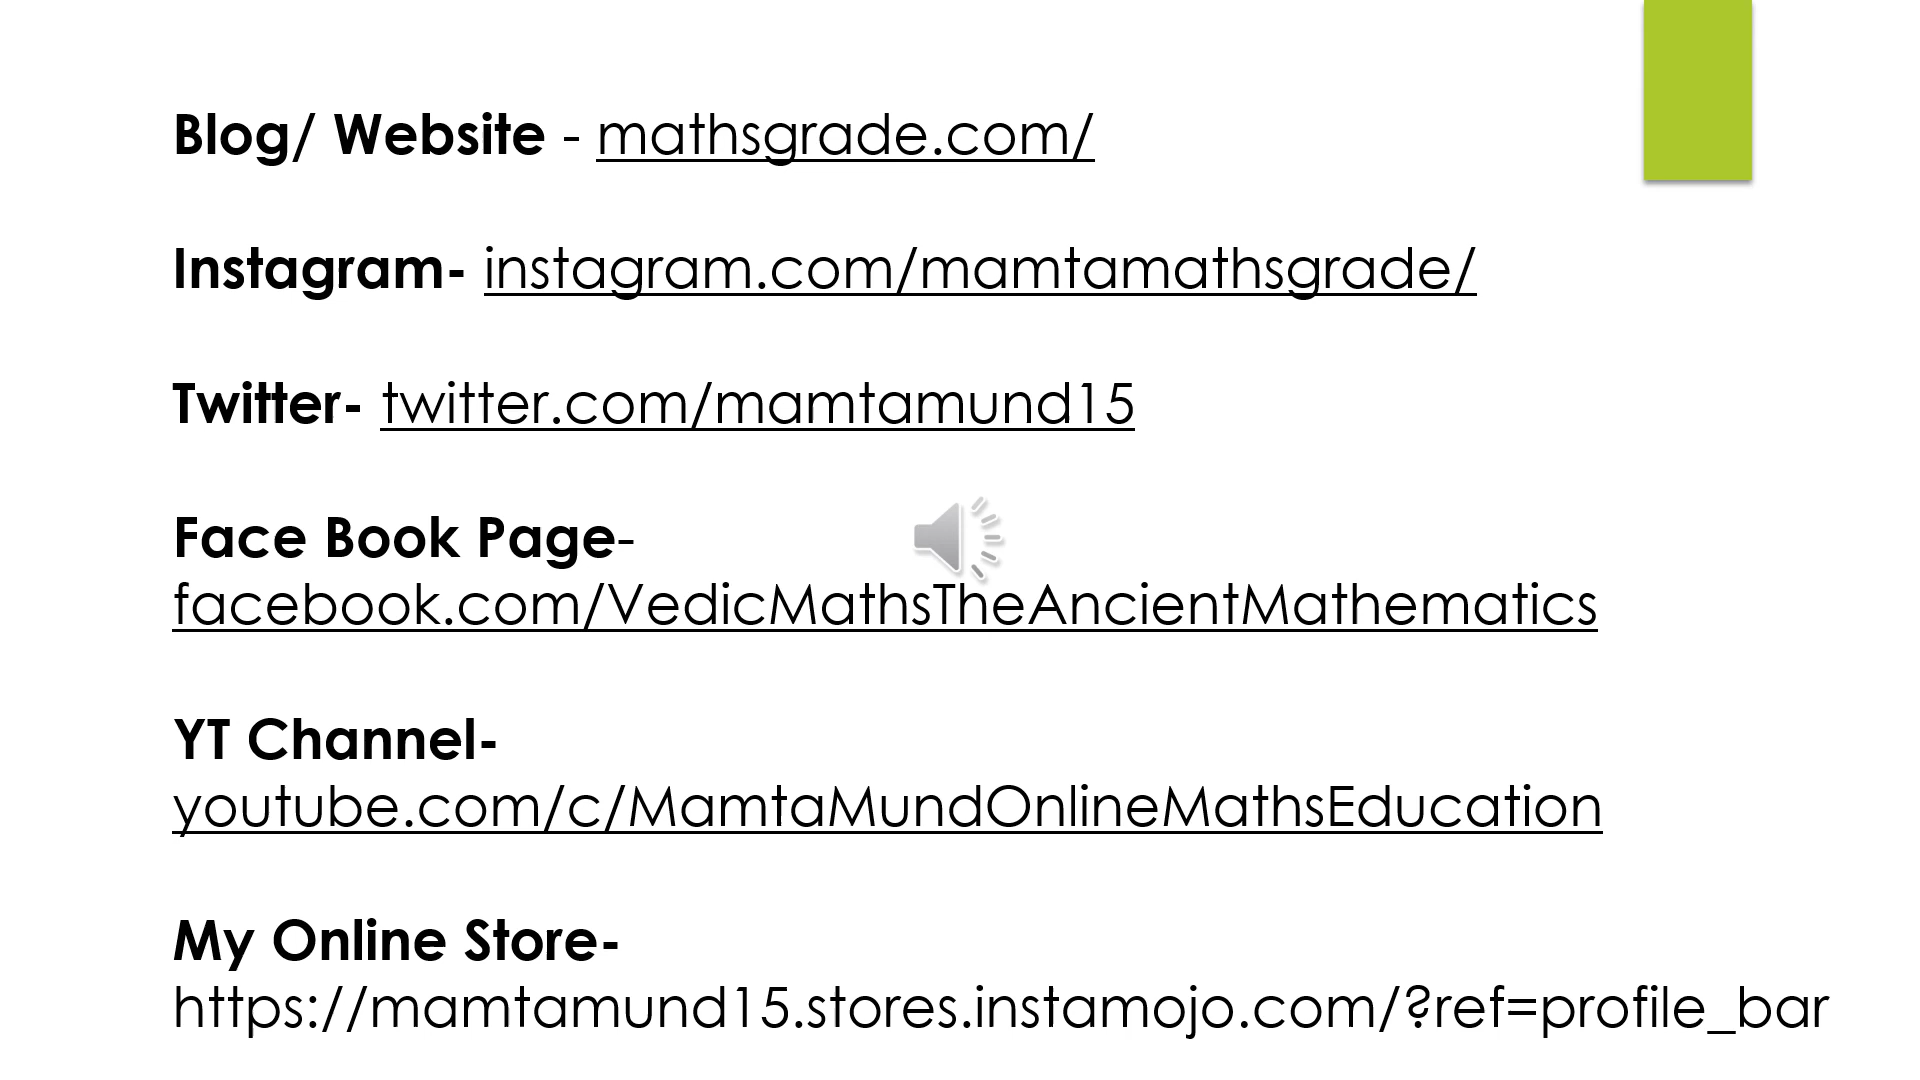 Blog/ Website - mathsgrade.com/
Instagram- instagram.com/mamtamathsgrade/
Twitter- twitter.com/mamtamund15
Face Book Page-
facebook.com/VedicMathsTheAncientMathematics
YT Channel-
youtube.com/c/MamtaMundOnlineMathsEducation
My Online Store-
https://mamtamund15.stores.instamojo.com/?ref=profile_bar